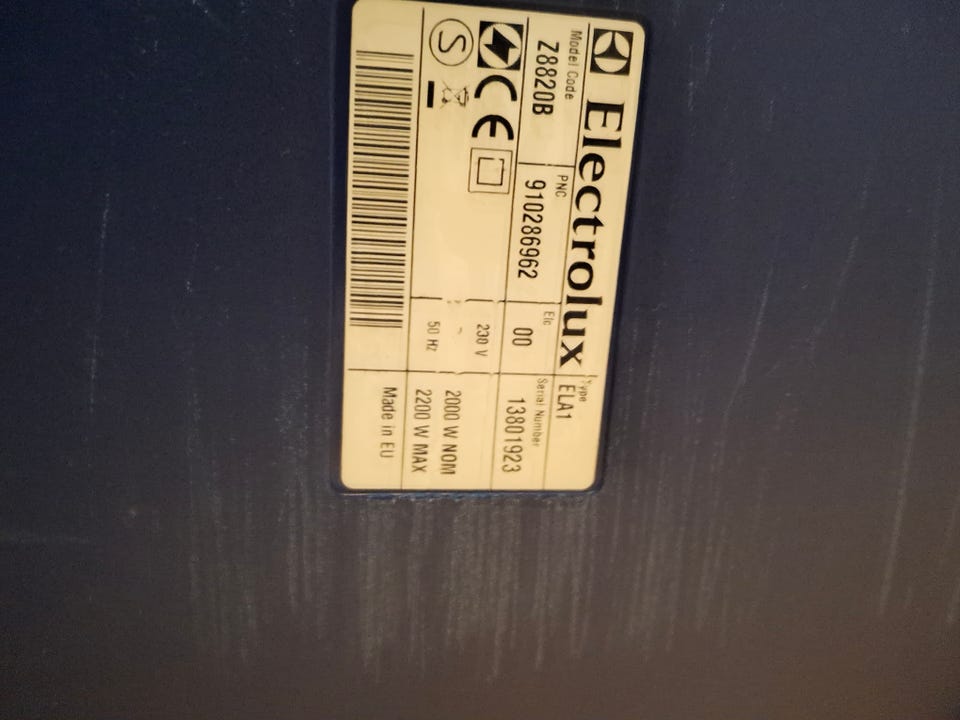 Electrolux
Type
ELA1
Model Code
Z8820B
PNC
910286962
Elc
00
Serial Number
13801923
CE
S
230 V
~
50 Hz
2000 W NOM
2200 W MAX
Made in EU